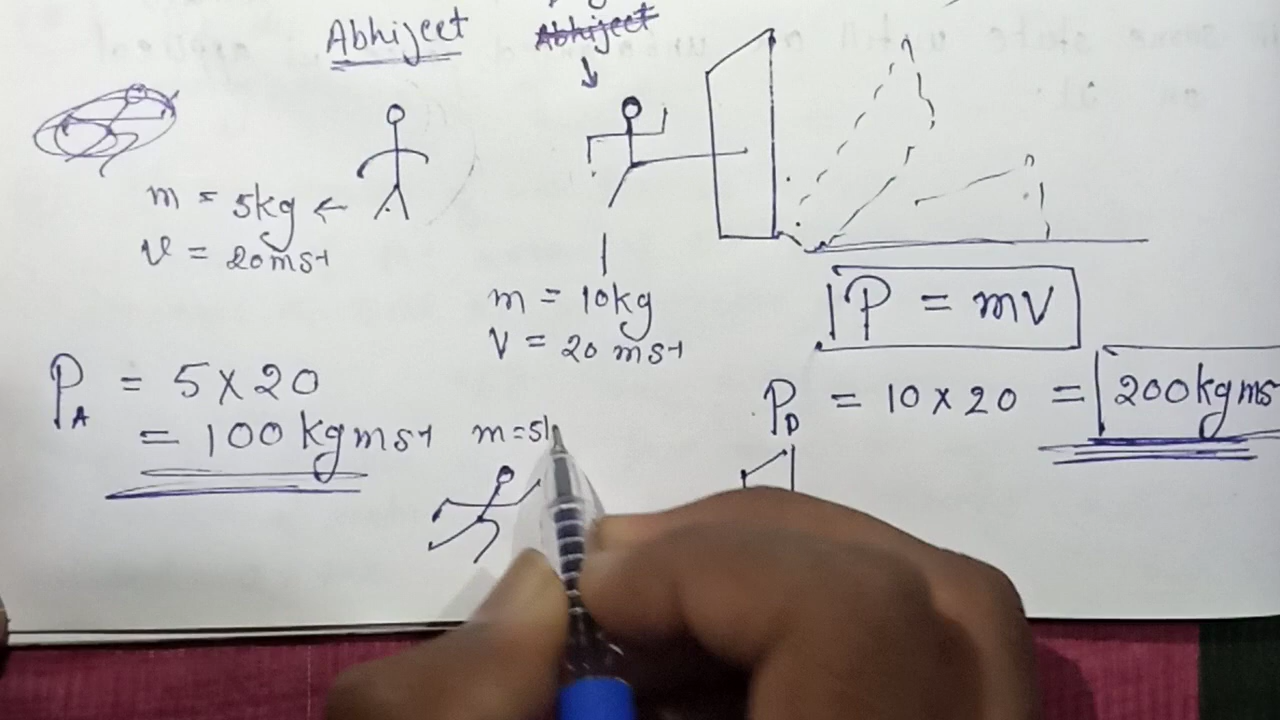 Abhijeet
Abhijeet
m = 5kg ←
V = 20ms-1
m = 10kg
V = 20 ms-1
P = mV
PA = 5 × 20
= 100 kgms-1
PD = 10 × 20 = 200kgms
m = 5k